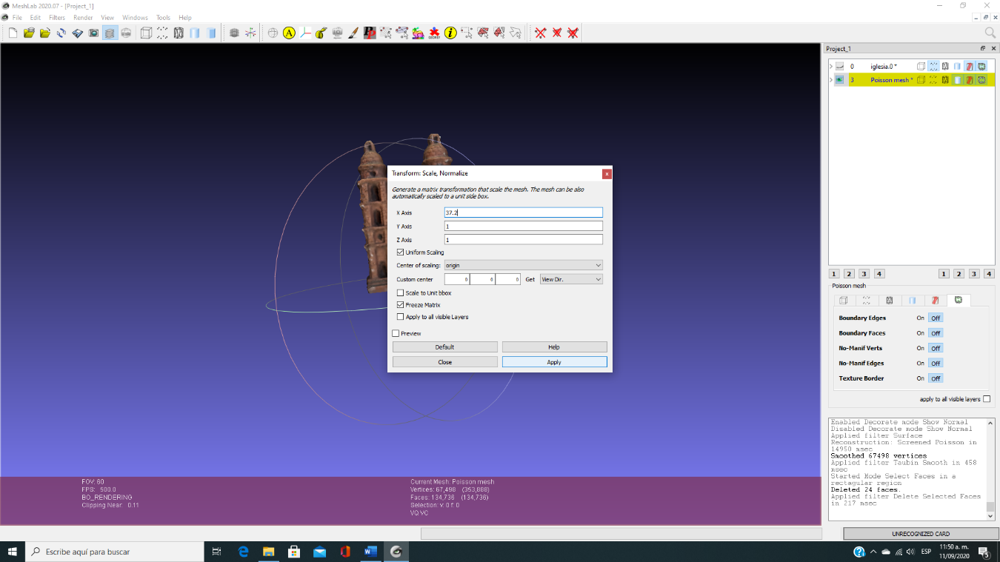 MeshLab 2020.07 - [Project_1]
File Edit Filters Render View Windows Tools Help
Project_1
0 iglesia.0 *
3 Poisson mesh *
Transform: Scale, Normalize
x
Generate a matrix transformation that scale the mesh. The mesh can be also
automatically scaled to a unit side box.
X Axis 37.2
Y Axis 1
Z Axis 1
Uniform Scaling
Center of scaling: origin
Custom center 0 0 0 Get View Dir.
Scale to Unit bbox
Freeze Matrix
Apply to all visible Layers
Preview
Default Help
Close Apply
1 2 3 4 1 2 3 4
Poisson mesh
Boundary Edges On Off
Boundary Faces On Off
No-Manif Verts On Off
No-Manif Edges On Off
Texture Border On Off
apply to all visible layers
Enabled Decorate mode Show Normal
Disabled Decorate mode Show Normal
Applied filter Surface
Reconstruction: Screened Poisson in
14950 msec
Smoothed 67498 vertices
Applied filter Taubin Smooth in 458
msec
Started Mode Select Faces in a
rectagular region
Deleted 24 faces.
Applied filter Delete Selected Faces
in 217 msec
FOV: 60
FPS: 500.0
BO_RENDERING
Clipping Near: 0.11
Current Mesh: Poisson mesh
Vertices: 67,498 (353,888)
Faces: 134,736 (134,736)
Selection: v: 0 f: 0
VQ VC
UNRECOGNIZED CARD
Escribe aquí para buscar
ESP
11:50 a. m.
11/09/2020
5